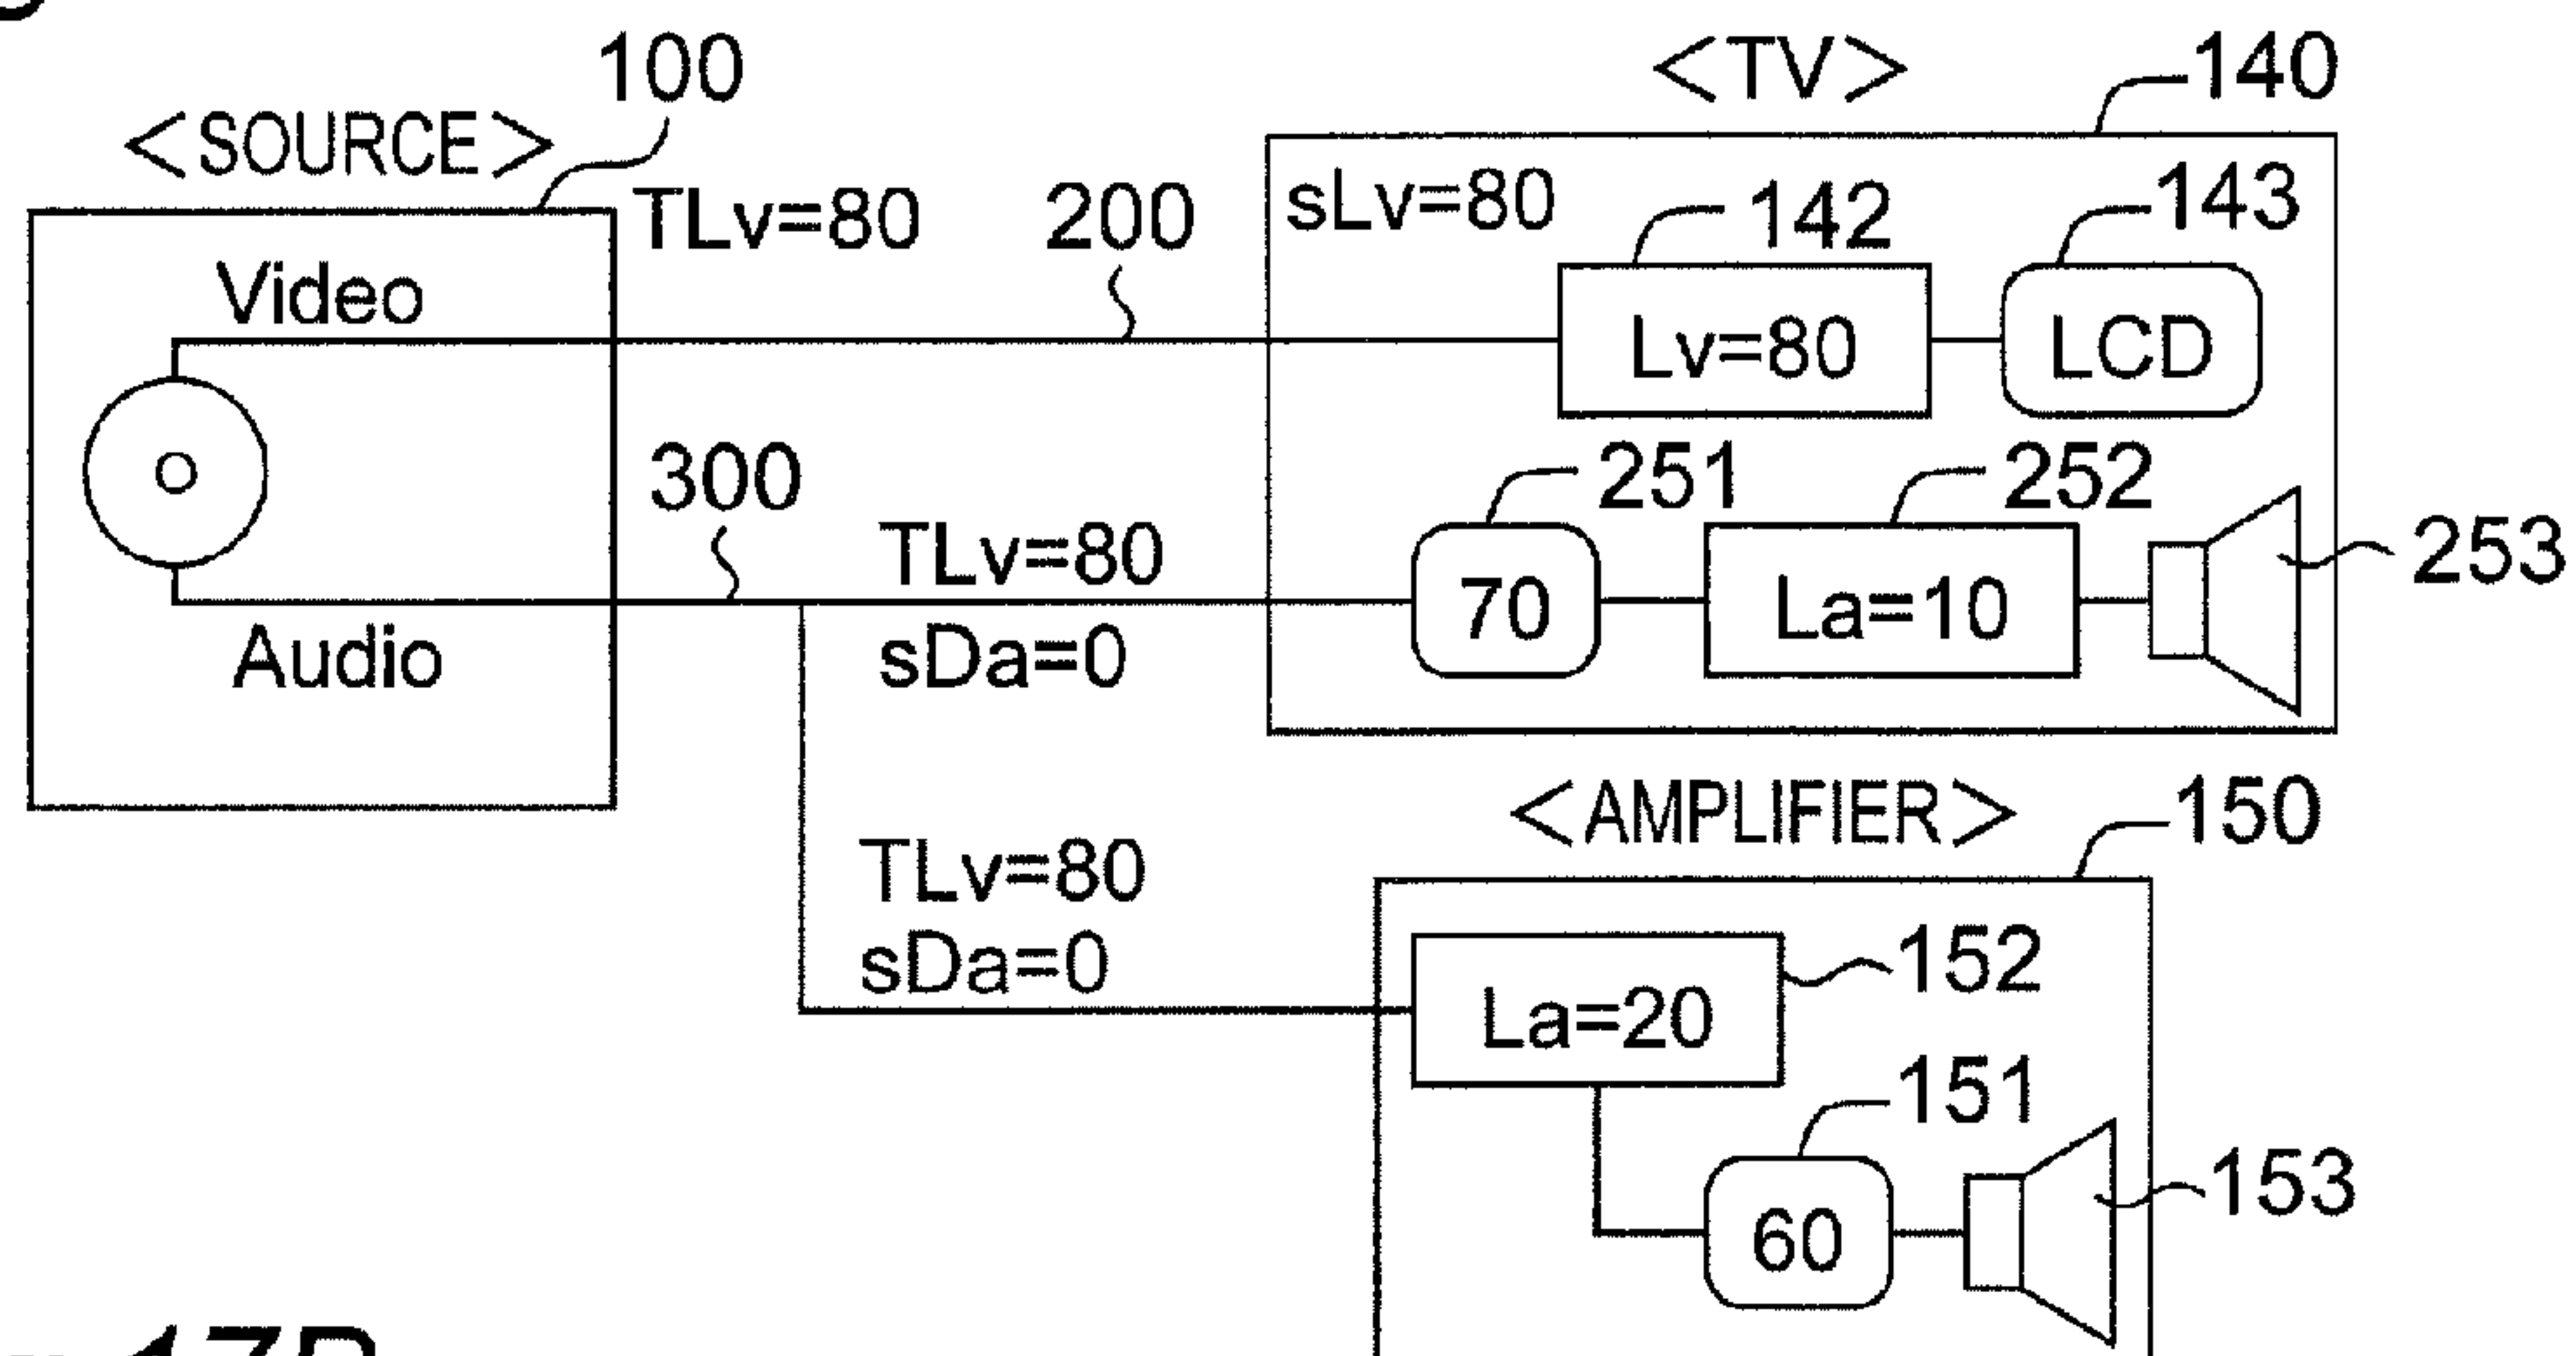 100
<TV>
140
<SOURCE>
TLv=80
200
sLv=80
142
143
Video
Lv=80
LCD
300
251
252
TLv=80
253
70
La=10
Audio
sDa=0
<AMPLIFIER>
150
TLv=80
sDa=0
152
La=20
151
153
60